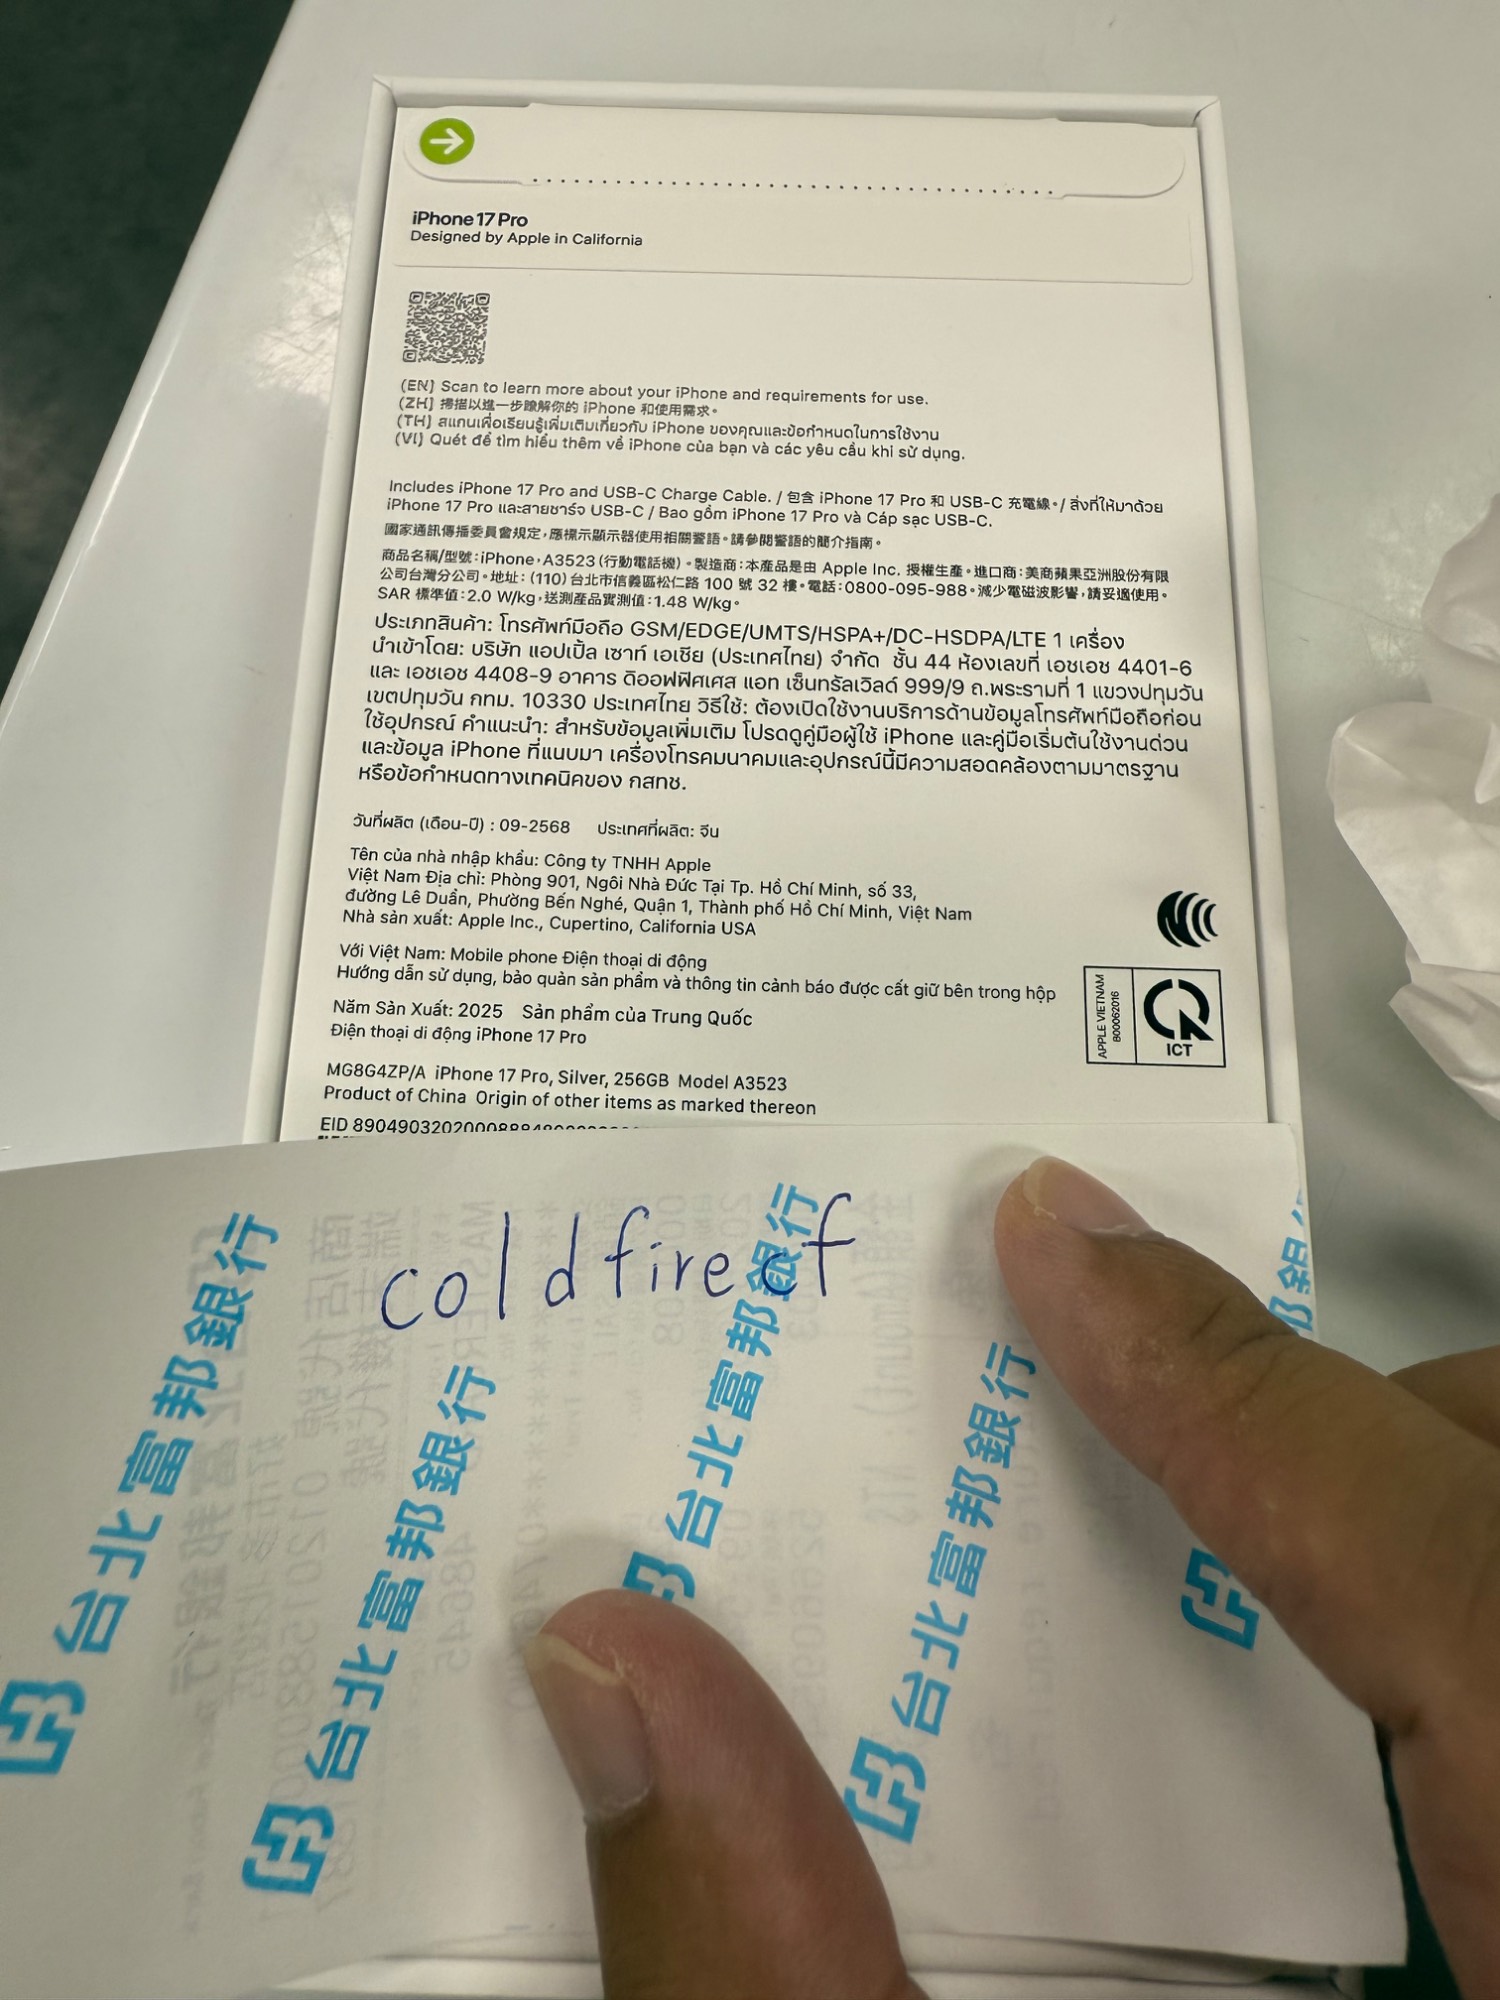 iPhone 17 Pro
Designed by Apple in California
(EN) Scan to learn more about your iPhone and requirements for use.
(ZH) 掃描以進一步瞭解你的 iPhone 和使用需求。
(TH) สแกนเพื่อเรียนรู้เพิ่มเติมเกี่ยวกับ iPhone ของคุณและข้อกำหนดในการใช้งาน
(VI) Quét để tìm hiểu thêm về iPhone của bạn và các yêu cầu khi sử dụng.
Includes iPhone 17 Pro and USB-C Charge Cable. / 包含 iPhone 17 Pro 和 USB-C 充電線。/ สิ่งที่ให้มาด้วย
iPhone 17 Pro และสายชาร์จ USB-C / Bao gồm iPhone 17 Pro và Cáp sạc USB-C.
國家通訊傳播委員會規定，應標示顯示器使用相關警語。請參閱警語的簡介指南。
商品名稱/型號：iPhone，A3523 (行動電話機)。製造商：本產品是由 Apple Inc. 授權生產。進口商：美商蘋果亞洲股份有限
公司台灣分公司。地址：(110) 台北市信義區松仁路 100 號 32 樓。電話：0800-095-988。減少電磁波影響，請妥適使用。
SAR 標準值：2.0 W/kg，送測產品實測值：1.48 W/kg。
ประเภทสินค้า: โทรศัพท์มือถือ GSM/EDGE/UMTS/HSPA+/DC-HSDPA/LTE 1 เครื่อง
นำเข้าโดย: บริษัท แอปเปิ้ล เซาท์ เอเชีย (ประเทศไทย) จำกัด ชั้น 44 ห้องเลขที่ เอชเอช 4401-6
และ เอชเอช 4408-9 อาคาร ดิออฟฟิศเศส แอท เซ็นทรัลเวิลด์ 999/9 ถ.พระรามที่ 1 แขวงปทุมวัน
เขตปทุมวัน กทม. 10330 ประเทศไทย วิธีใช้: ต้องเปิดใช้งานบริการด้านข้อมูลโทรศัพท์มือถือก่อน
ใช้อุปกรณ์ คำแนะนำ: สำหรับข้อมูลเพิ่มเติม โปรดดูคู่มือผู้ใช้ iPhone และคู่มือเริ่มต้นใช้งานด่วน
และข้อมูล iPhone ที่แนบมา เครื่องโทรคมนาคมและอุปกรณ์นี้มีความสอดคล้องตามมาตรฐาน
หรือข้อกำหนดทางเทคนิคของ กสทช.
วันที่ผลิต (เดือน-ปี) : 09-2568 ประเทศที่ผลิต: จีน
Tên của nhà nhập khẩu: Công ty TNHH Apple
Việt Nam Địa chỉ: Phòng 901, Ngôi Nhà Đức Tại Tp. Hồ Chí Minh, số 33,
đường Lê Duẩn, Phường Bến Nghé, Quận 1, Thành phố Hồ Chí Minh, Việt Nam
Nhà sản xuất: Apple Inc., Cupertino, California USA
Với Việt Nam: Mobile phone Điện thoại di động
Hướng dẫn sử dụng, bảo quản sản phẩm và thông tin cảnh báo được cất giữ bên trong hộp
Năm Sản Xuất: 2025 Sản phẩm của Trung Quốc
Điện thoại di động iPhone 17 Pro
APPLE VIETNAM
B00062016
ICT
MG8G4ZP/A iPhone 17 Pro, Silver, 256GB Model A3523
Product of China Origin of other items as marked thereon
EID
coldfirecf
台北富邦銀行
台北富邦銀行
台北富邦銀行
台北富邦銀行